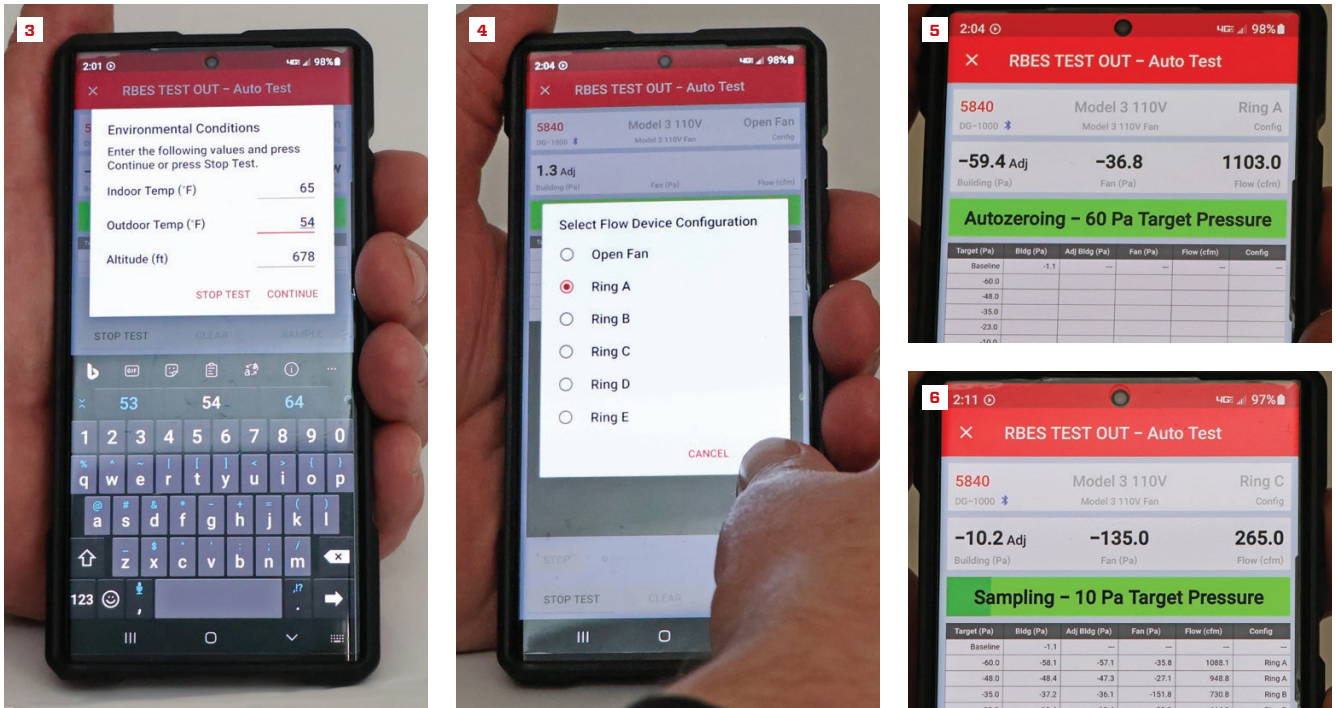 3
2:01 4GE 98%
× RBES TEST OUT – Auto Test
Environmental Conditions
Enter the following values and press
Continue or press Stop Test.
Indoor Temp (°F) 65
Outdoor Temp (°F) 54
Altitude (ft) 678
STOP TEST CONTINUE
STOP TEST CLEAR SAMPLE
GIF
53 54 64
1 2 3 4 5 6 7 8 9 0
q w e r t y u i o p
@ # & * - + = ( )
a s d f g h j k l
z x c v b n m
123 , ,!? .
4
2:04 4GE 98%
× RBES TEST OUT – Auto Test
5840 Model 3 110V Open Fan
DG-1000 Model 3 110V Fan Config
1.3 Adj
Building (Pa) Fan (Pa) Flow (cfm)
Select Flow Device Configuration
Open Fan
Ring A
Ring B
Ring C
Ring D
Ring E
CANCEL
STOP
STOP TEST CLEAR
5
2:04 4GE 98%
× RBES TEST OUT – Auto Test
5840 Model 3 110V Ring A
DG-1000 Model 3 110V Fan Config
-59.4 Adj -36.8 1103.0
Building (Pa) Fan (Pa) Flow (cfm)
Autozeroing – 60 Pa Target Pressure
Target (Pa) Bldg (Pa) Adj Bldg (Pa) Fan (Pa) Flow (cfm) Config
Baseline -1.1 — — — —
-60.0
-48.0
-35.0
-23.0
-10.0
6
2:11 4GE 97%
× RBES TEST OUT – Auto Test
5840 Model 3 110V Ring C
DG-1000 Model 3 110V Fan Config
-10.2 Adj -135.0 265.0
Building (Pa) Fan (Pa) Flow (cfm)
Sampling – 10 Pa Target Pressure
Target (Pa) Bldg (Pa) Adj Bldg (Pa) Fan (Pa) Flow (cfm) Config
Baseline -1.1 — — — —
-60.0 -58.1 -57.1 -35.8 1088.1 Ring A
-48.0 -48.4 -47.3 -27.1 948.8 Ring A
-35.0 -37.2 -36.1 -151.8 730.8 Ring B